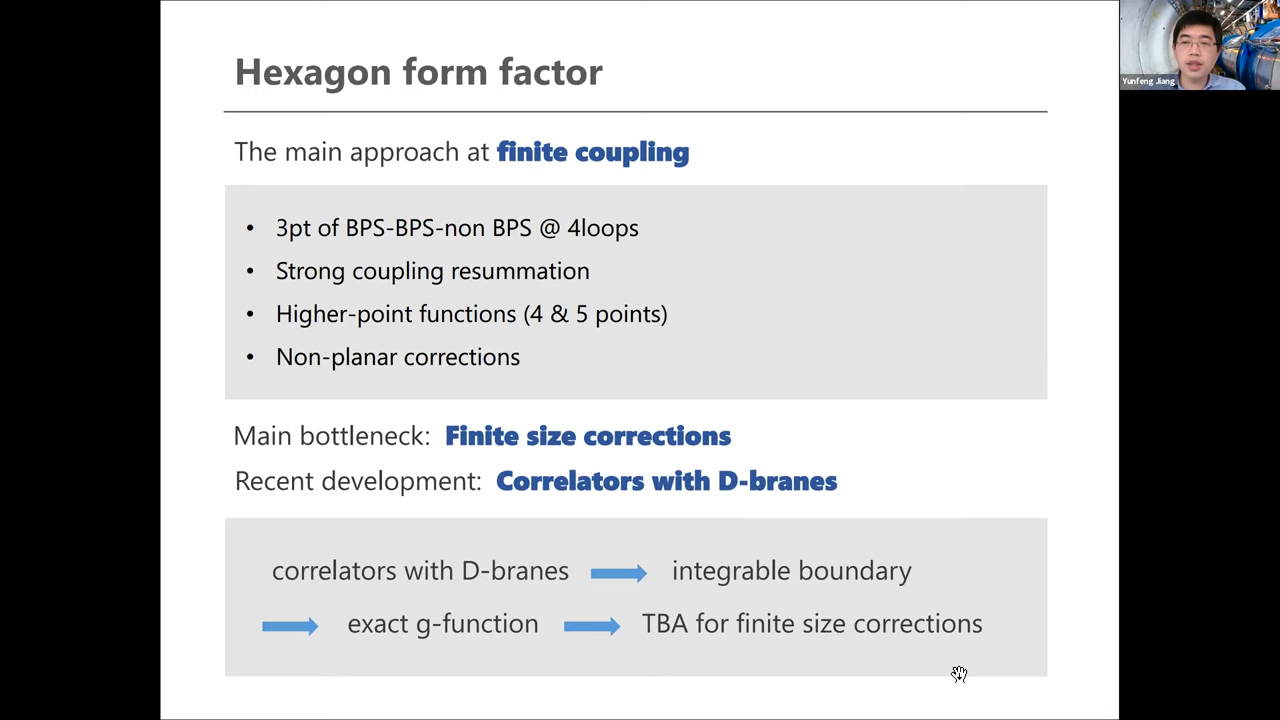 Hexagon form factor
Yunfeng Jiang
The main approach at finite coupling
• 3pt of BPS-BPS-non BPS @ 4loops
• Strong coupling resummation
• Higher-point functions (4 & 5 points)
• Non-planar corrections
Main bottleneck: Finite size corrections
Recent development: Correlators with D-branes
correlators with D-branes → integrable boundary
→ exact g-function → TBA for finite size corrections